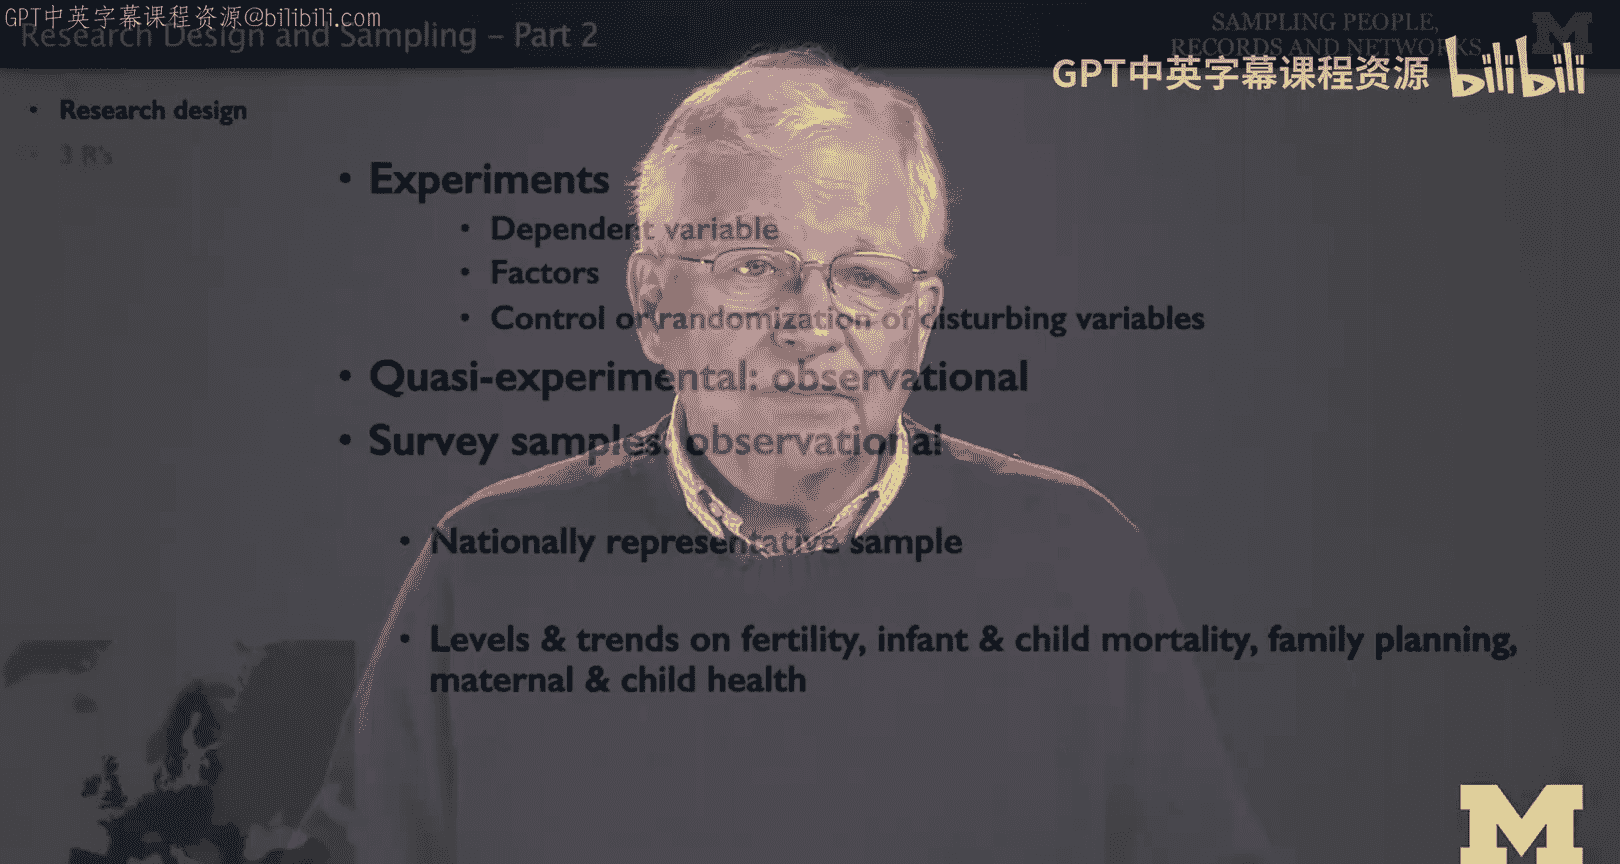 GPT中英字幕课程资源@bilibili.com
Research Design and Sampling – Part 2
SAMPLING PEOPLE,
RECORDS AND NETWORKS
GPT中英字幕课程资源 bilibili
• Research design
• 3 R's
• Experiments
• Dependent variable
• Factors
• Control or randomization of disturbing variables
• Quasi-experimental: observational
• Survey samples: observational
• Nationally representative sample
• Levels & trends on fertility, infant & child mortality, family planning,
maternal & child health
M
M